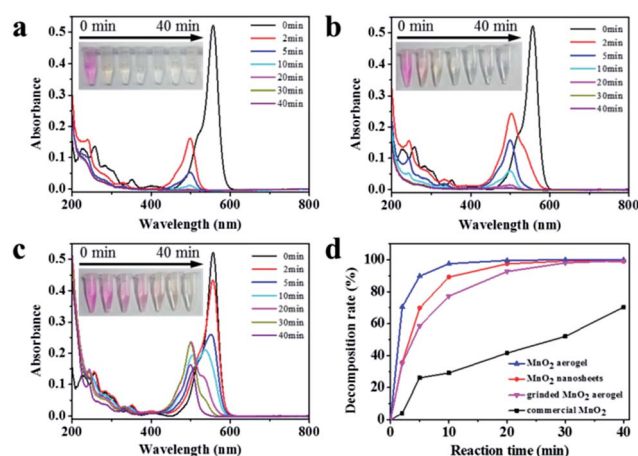 a
0 min 40 min
0min
2min
5min
10min
20min
30min
40min
0.5
0.4
0.3
0.2
0.1
0.0
Absorbance
200 400 600 800
Wavelength (nm)
b
0 min 40 min
0min
2min
5min
10min
20min
30min
40min
0.5
0.4
0.3
0.2
0.1
0.0
Absorbance
200 400 600 800
Wavelength (nm)
c
0 min 40 min
0min
2min
5min
10min
20min
30min
40min
0.5
0.4
0.3
0.2
0.1
0.0
Absorbance
200 400 600 800
Wavelength (nm)
d
100
80
60
40
20
0
Decomposition rate (%)
MnO₂ aerogel
MnO₂ nanosheets
grinded MnO₂ aerogel
commercial MnO₂
0 10 20 30 40
Reaction time (min)